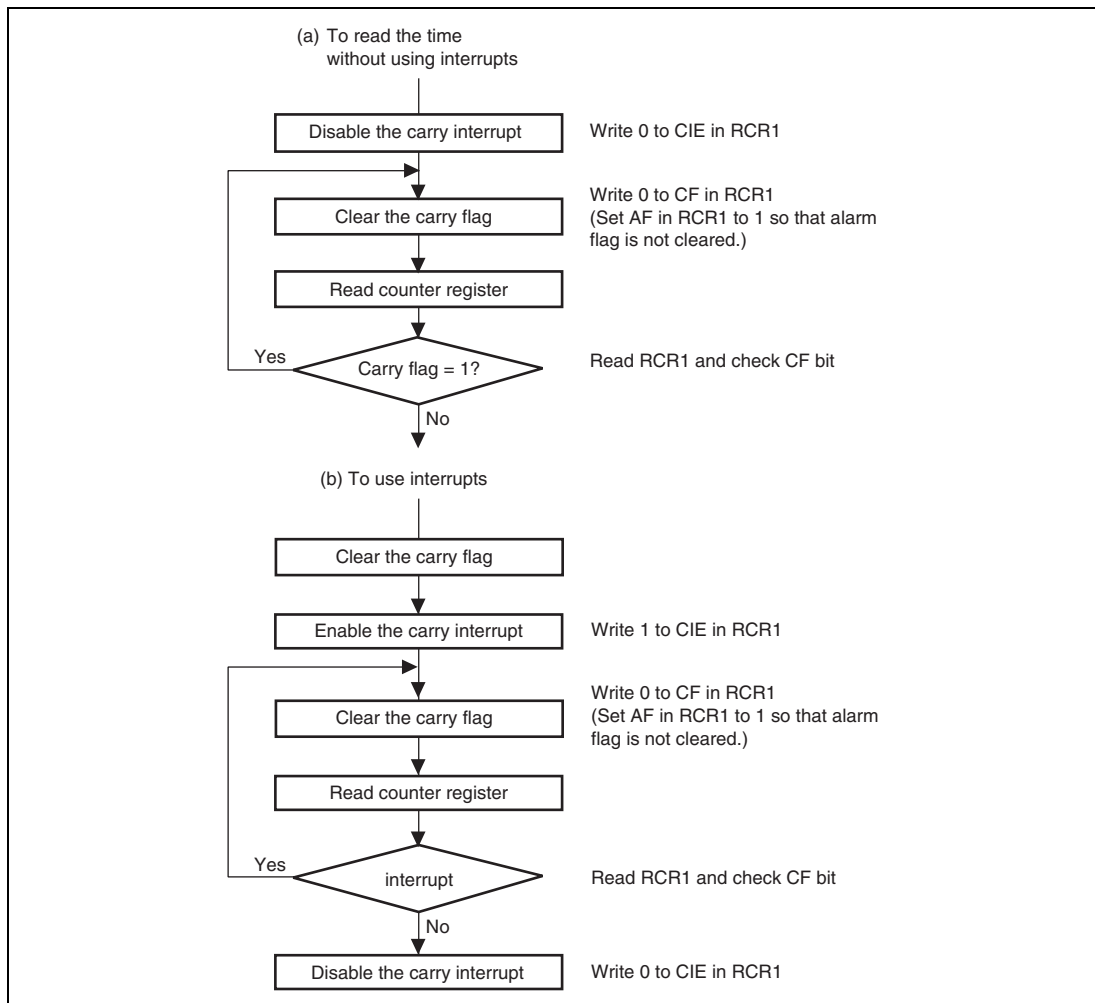 (a) To read the time
without using interrupts
Disable the carry interrupt
Write 0 to CIE in RCR1
Clear the carry flag
Write 0 to CF in RCR1
(Set AF in RCR1 to 1 so that alarm
flag is not cleared.)
Read counter register
Yes
Carry flag = 1?
Read RCR1 and check CF bit
No
(b) To use interrupts
Clear the carry flag
Enable the carry interrupt
Write 1 to CIE in RCR1
Clear the carry flag
Write 0 to CF in RCR1
(Set AF in RCR1 to 1 so that alarm
flag is not cleared.)
Read counter register
Yes
interrupt
Read RCR1 and check CF bit
No
Disable the carry interrupt
Write 0 to CIE in RCR1